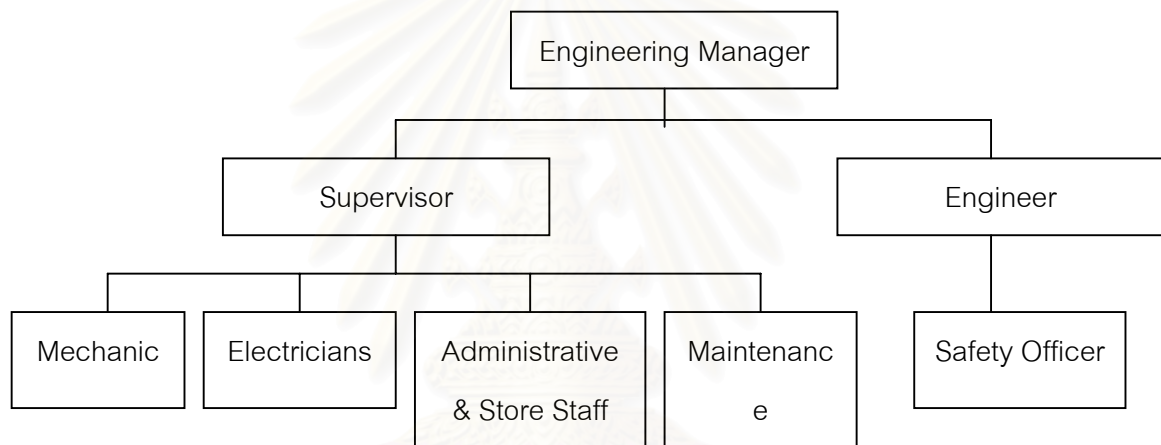 Engineering Manager
Supervisor
Engineer
Mechanic
Electricians
Administrative
& Store Staff
Maintenanc
e
Safety Officer